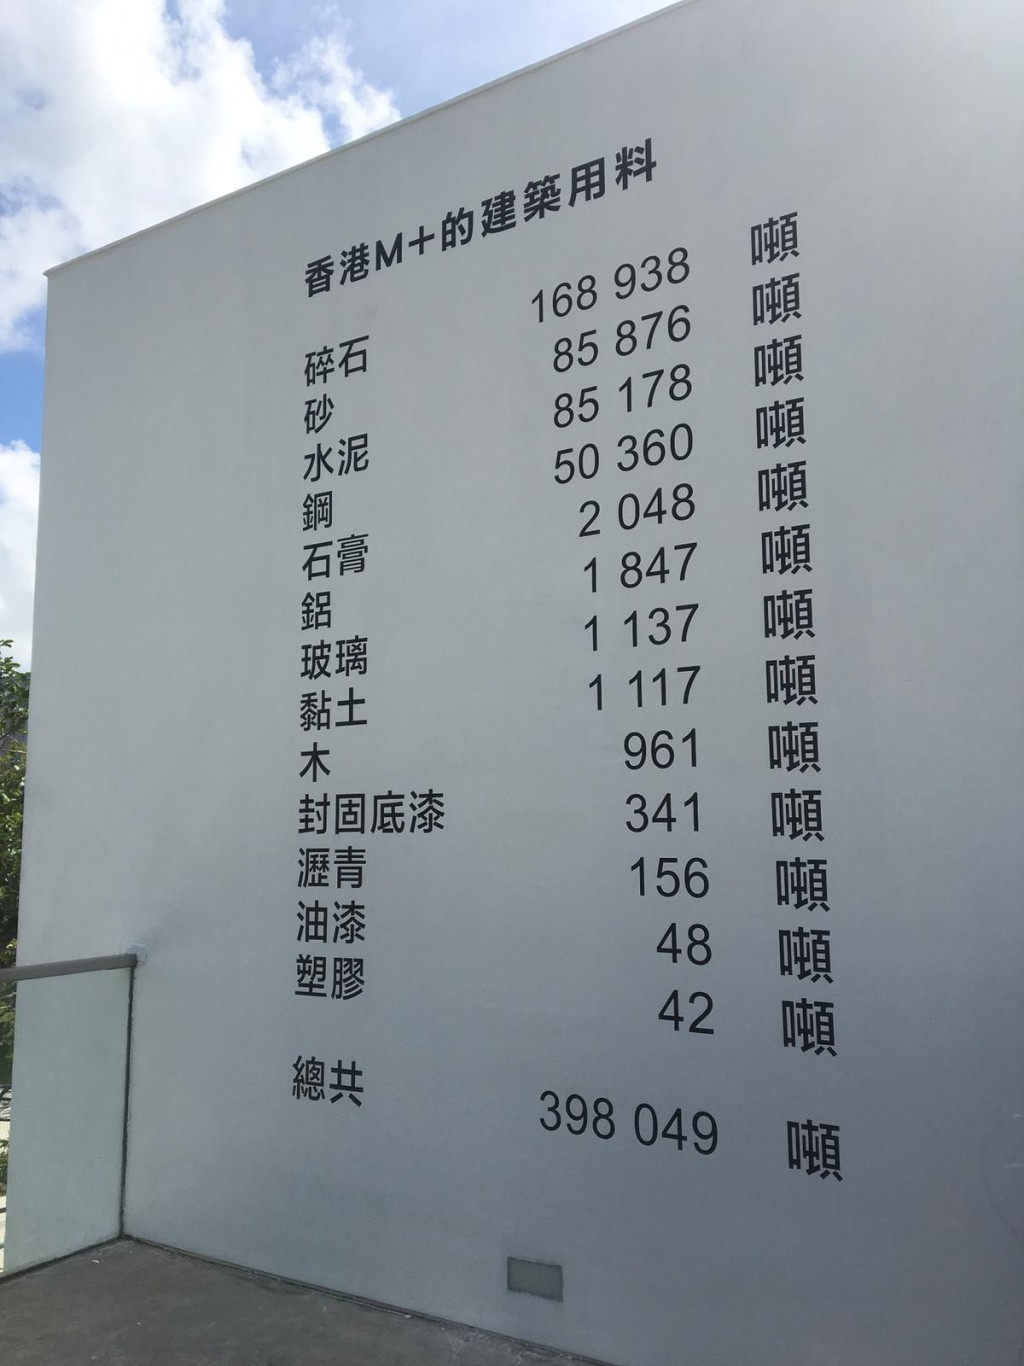 香港M+的建築用料
碎石 168 938 噸
砂 85 876 噸
水泥 85 178 噸
鋼 50 360 噸
石膏 2 048 噸
鋁 1 847 噸
玻璃 1 137 噸
黏土 1 117 噸
木 961 噸
封固底漆 341 噸
瀝青 156 噸
油漆 48 噸
塑膠 42 噸
總共 398 049 噸